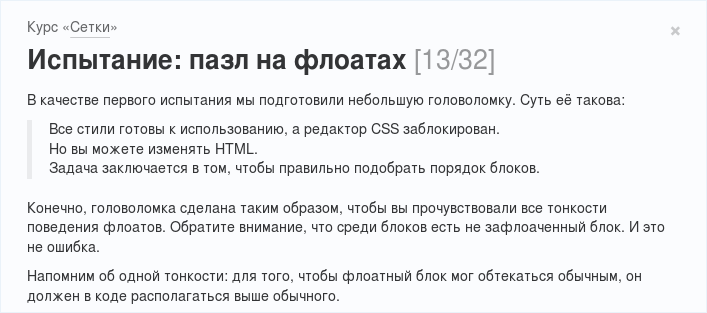 Курс «Сетки»
Испытание: пазл на флоатах [13/32]
В качестве первого испытания мы подготовили небольшую головоломку. Суть её такова:
Все стили готовы к использованию, а редактор CSS заблокирован.
Но вы можете изменять HTML.
Задача заключается в том, чтобы правильно подобрать порядок блоков.
Конечно, головоломка сделана таким образом, чтобы вы прочувствовали все тонкости
поведения флоатов. Обратите внимание, что среди блоков есть не зафлоаченный блок. И это
не ошибка.
Напомним об одной тонкости: для того, чтобы флоатный блок мог обтекаться обычным, он
должен в коде располагаться выше обычного.